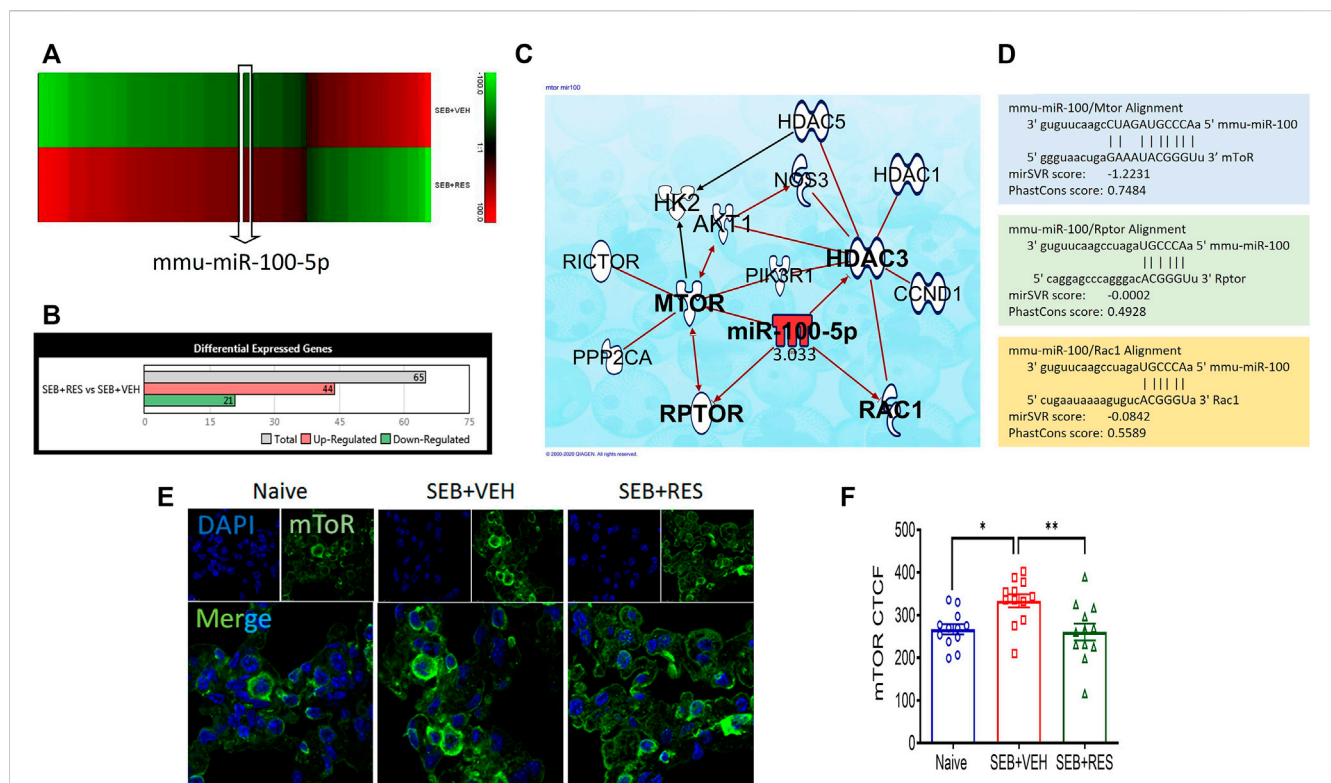 A
-100.0
1:1
100.0
SEB+VEH
SEB+RES
mmu-miR-100-5p
B
Differential Expressed Genes
SEB+RES vs SEB+VEH
65
44
21
0 15 30 45 60 75
Total Up-Regulated Down-Regulated
C
mtor mir100
HDAC5
HK2
NOS3
HDAC1
AKT1
RICTOR
PIK3R1
HDAC3
MTOR
CCND1
miR-100-5p
3.033
PPP2CA
RPTOR
RAC1
© 2000-2020 QIAGEN. All rights reserved.
D
mmu-miR-100/Mtor Alignment
3' guguucaagcCUAGAUGCCCAa 5' mmu-miR-100
|| | |||||||
5' ggguaacugaGAAAUACGGGUu 3' mToR
mirSVR score: -1.2231
PhastCons score: 0.7484
mmu-miR-100/Rptor Alignment
3' guguucaagccuagaUGCCCAa 5' mmu-miR-100
||||||
5' caggagcccagggacACGGGUu 3' Rptor
mirSVR score: -0.0002
PhastCons score: 0.4928
mmu-miR-100/Rac1 Alignment
3' guguucaagccuagaUGCCCAa 5' mmu-miR-100
||||||
5' cugaauaaaagugucACGGGUa 3' Rac1
mirSVR score: -0.0842
PhastCons score: 0.5589
E
Naive SEB+VEH SEB+RES
DAPI mToR
Merge
F
mTOR CTCF
500
400
300
200
100
0
* **
Naive SEB+VEH SEB+RES